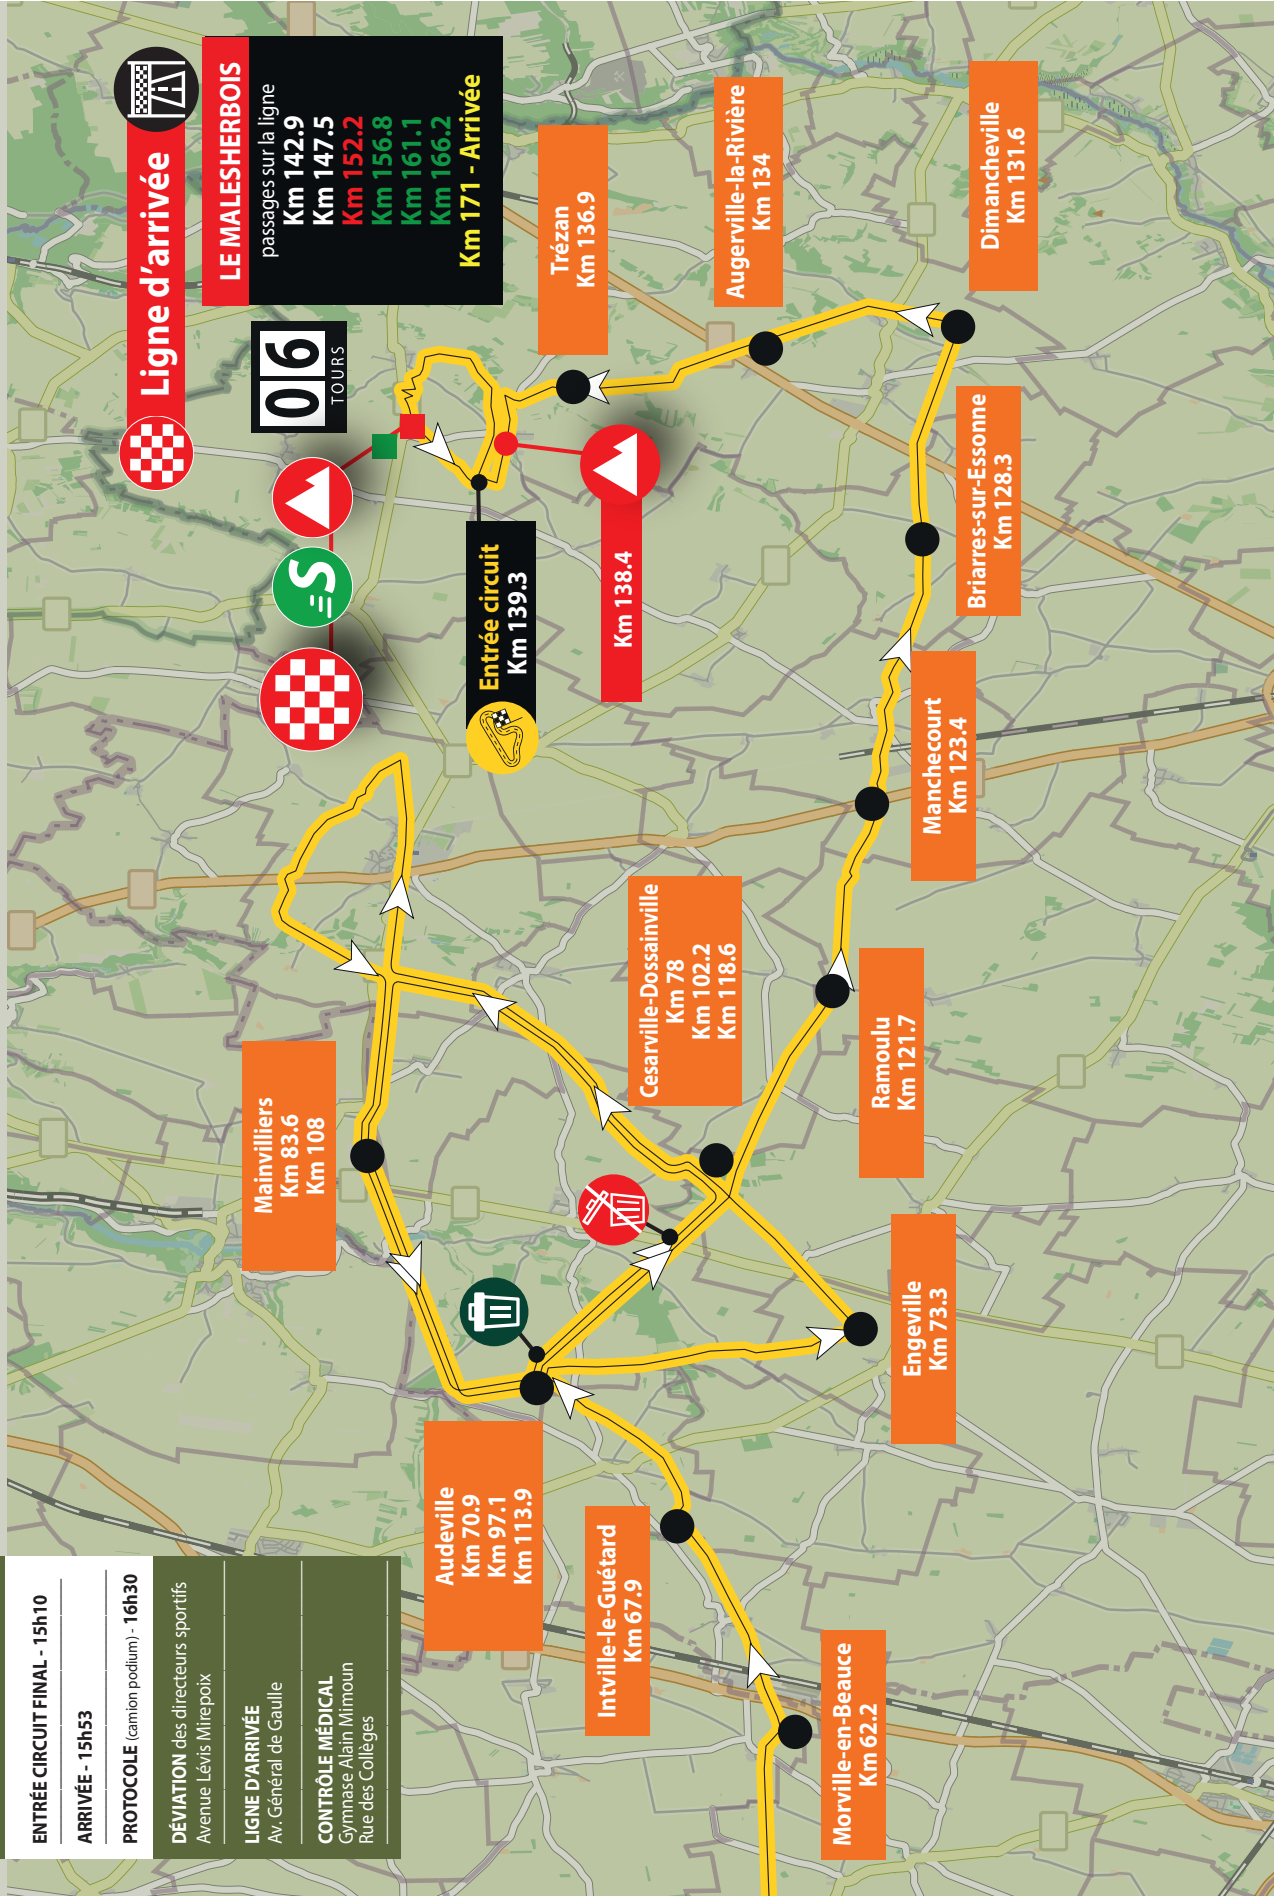 ENTRÉE CIRCUIT FINAL - 15h10
ARRIVÉE - 15h53
PROTOCOLE (camion podium) - 16h30
DÉVIATION des directeurs sportifs
Avenue Lévis Mirepoix
LIGNE D'ARRIVÉE
Av. Général de Gaulle
CONTRÔLE MÉDICAL
Gymnase Alain Mimoun
Rue des Collèges
Ligne d'arrivée
LE MALESHERBOIS
passages sur la ligne
Km 142.9
Km 147.5
Km 152.2
Km 156.8
Km 161.1
Km 166.2
Km 171 - Arrivée
06
TOURS
S
Entrée circuit
Km 139.3
Km 138.4
Trézan
Km 136.9
Augerville-la-Rivière
Km 134
Dimancheville
Km 131.6
Briarres-sur-Essonne
Km 128.3
Manchecourt
Km 123.4
Ramoulu
Km 121.7
Cesarville-Dossainville
Km 78
Km 102.2
Km 118.6
Mainvilliers
Km 83.6
Km 108
Engeville
Km 73.3
Audeville
Km 70.9
Km 97.1
Km 113.9
Intville-le-Guétard
Km 67.9
Morville-en-Beauce
Km 62.2